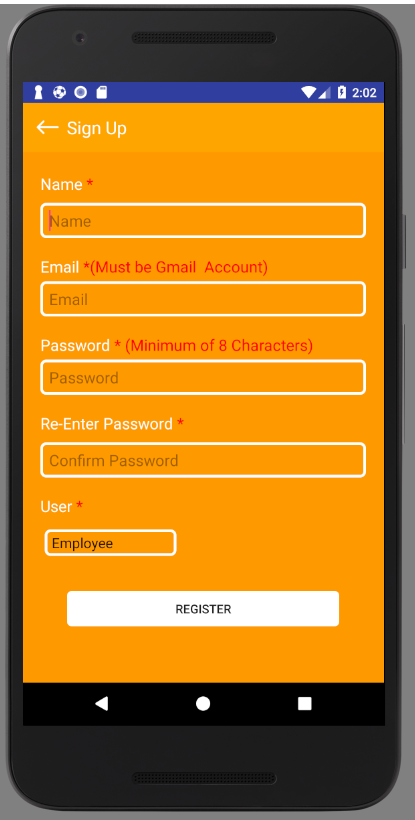 2:02
Sign Up
Name *
Name
Email *(Must be Gmail Account)
Email
Password * (Minimum of 8 Characters)
Password
Re-Enter Password *
Confirm Password
User *
Employee
REGISTER